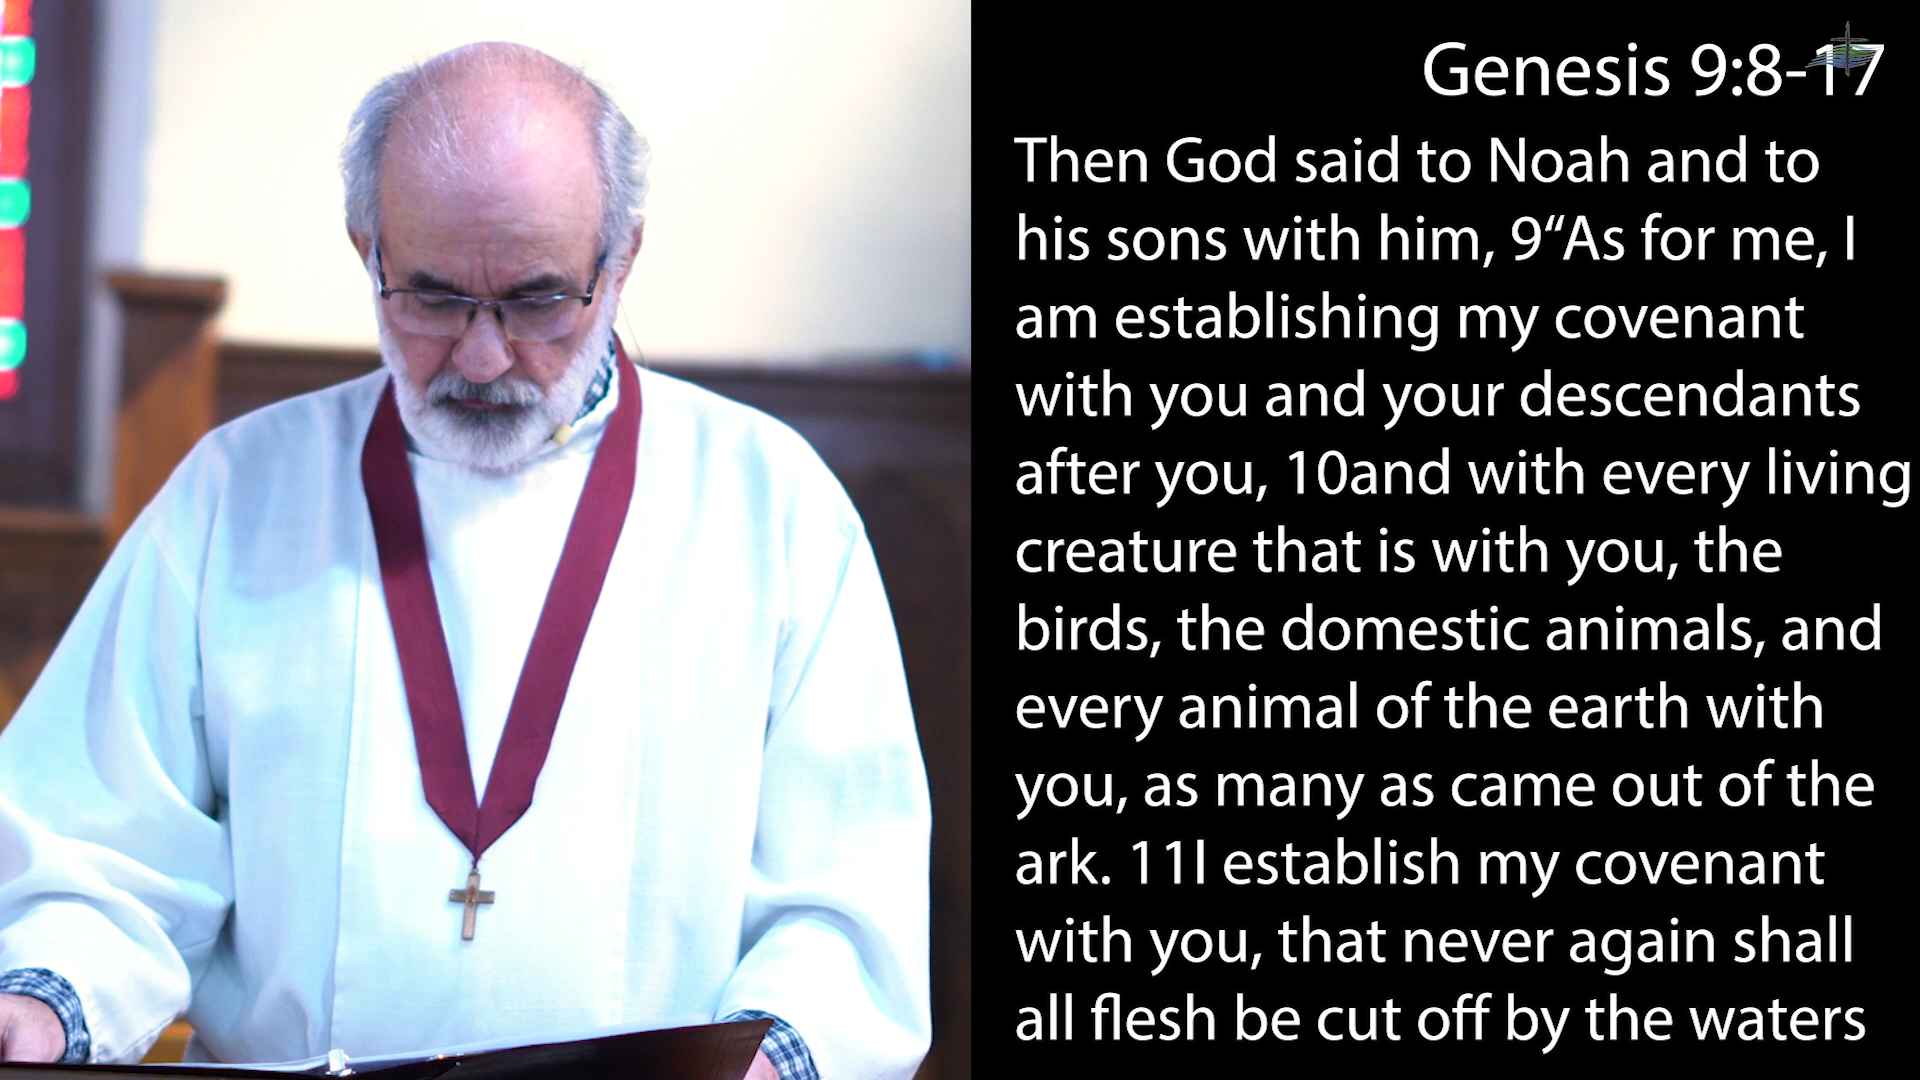 Genesis 9:8-17
Then God said to Noah and to
his sons with him, 9“As for me, I
am establishing my covenant
with you and your descendants
after you, 10and with every living
creature that is with you, the
birds, the domestic animals, and
every animal of the earth with
you, as many as came out of the
ark. 11I establish my covenant
with you, that never again shall
all flesh be cut off by the waters